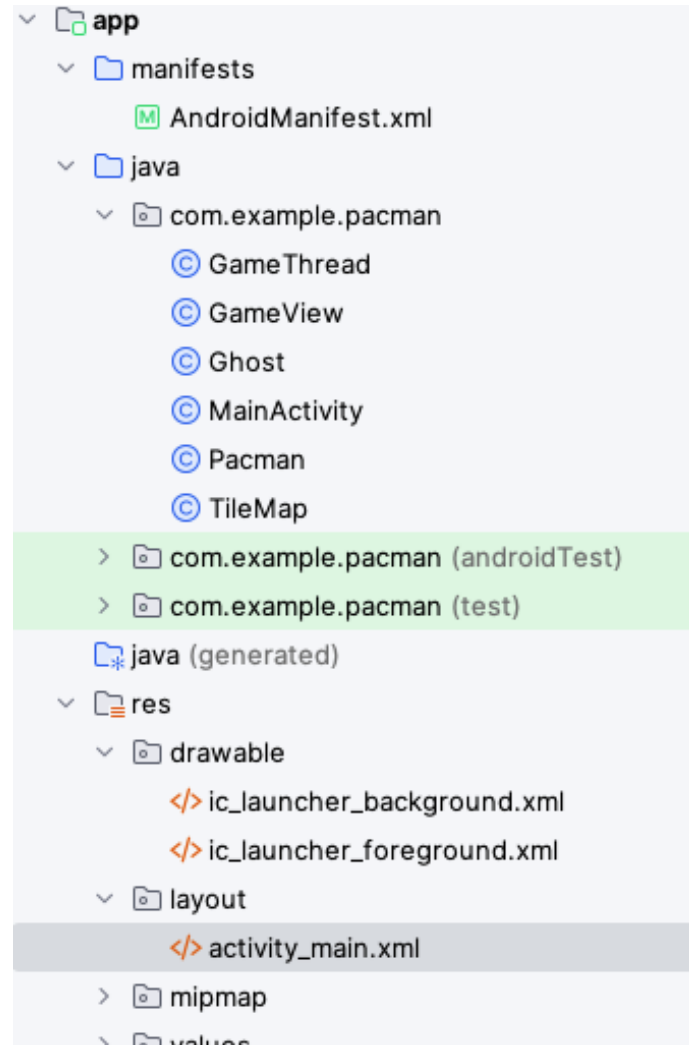 app
manifests
AndroidManifest.xml
java
com.example.pacman
GameThread
GameView
Ghost
MainActivity
Pacman
TileMap
com.example.pacman (androidTest)
com.example.pacman (test)
java (generated)
res
drawable
ic_launcher_background.xml
ic_launcher_foreground.xml
layout
activity_main.xml
mipmap
values